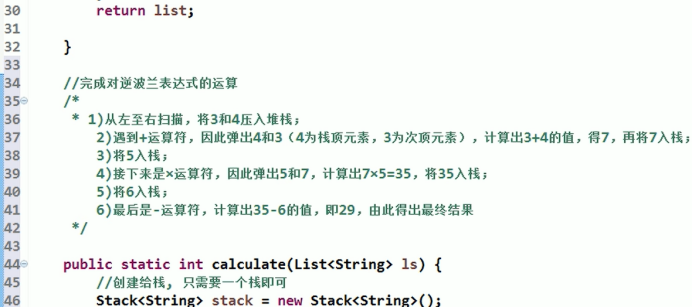 30 return list;
31
32 }
33
34 //完成对逆波兰表达式的运算
35 /*
36 * 1)从左至右扫描，将3和4压入堆栈；
37 2)遇到+运算符，因此弹出4和3（4为栈顶元素，3为次顶元素），计算出3+4的值，得7，再将7入栈；
38 3)将5入栈；
39 4)接下来是×运算符，因此弹出5和7，计算出7×5=35，将35入栈；
40 5)将6入栈；
41 6)最后是-运算符，计算出35-6的值，即29，由此得出最终结果
42 */
43
44 public static int calculate(List<String> ls) {
45 //创建给栈, 只需要一个栈即可
46 Stack<String> stack = new Stack<String>();